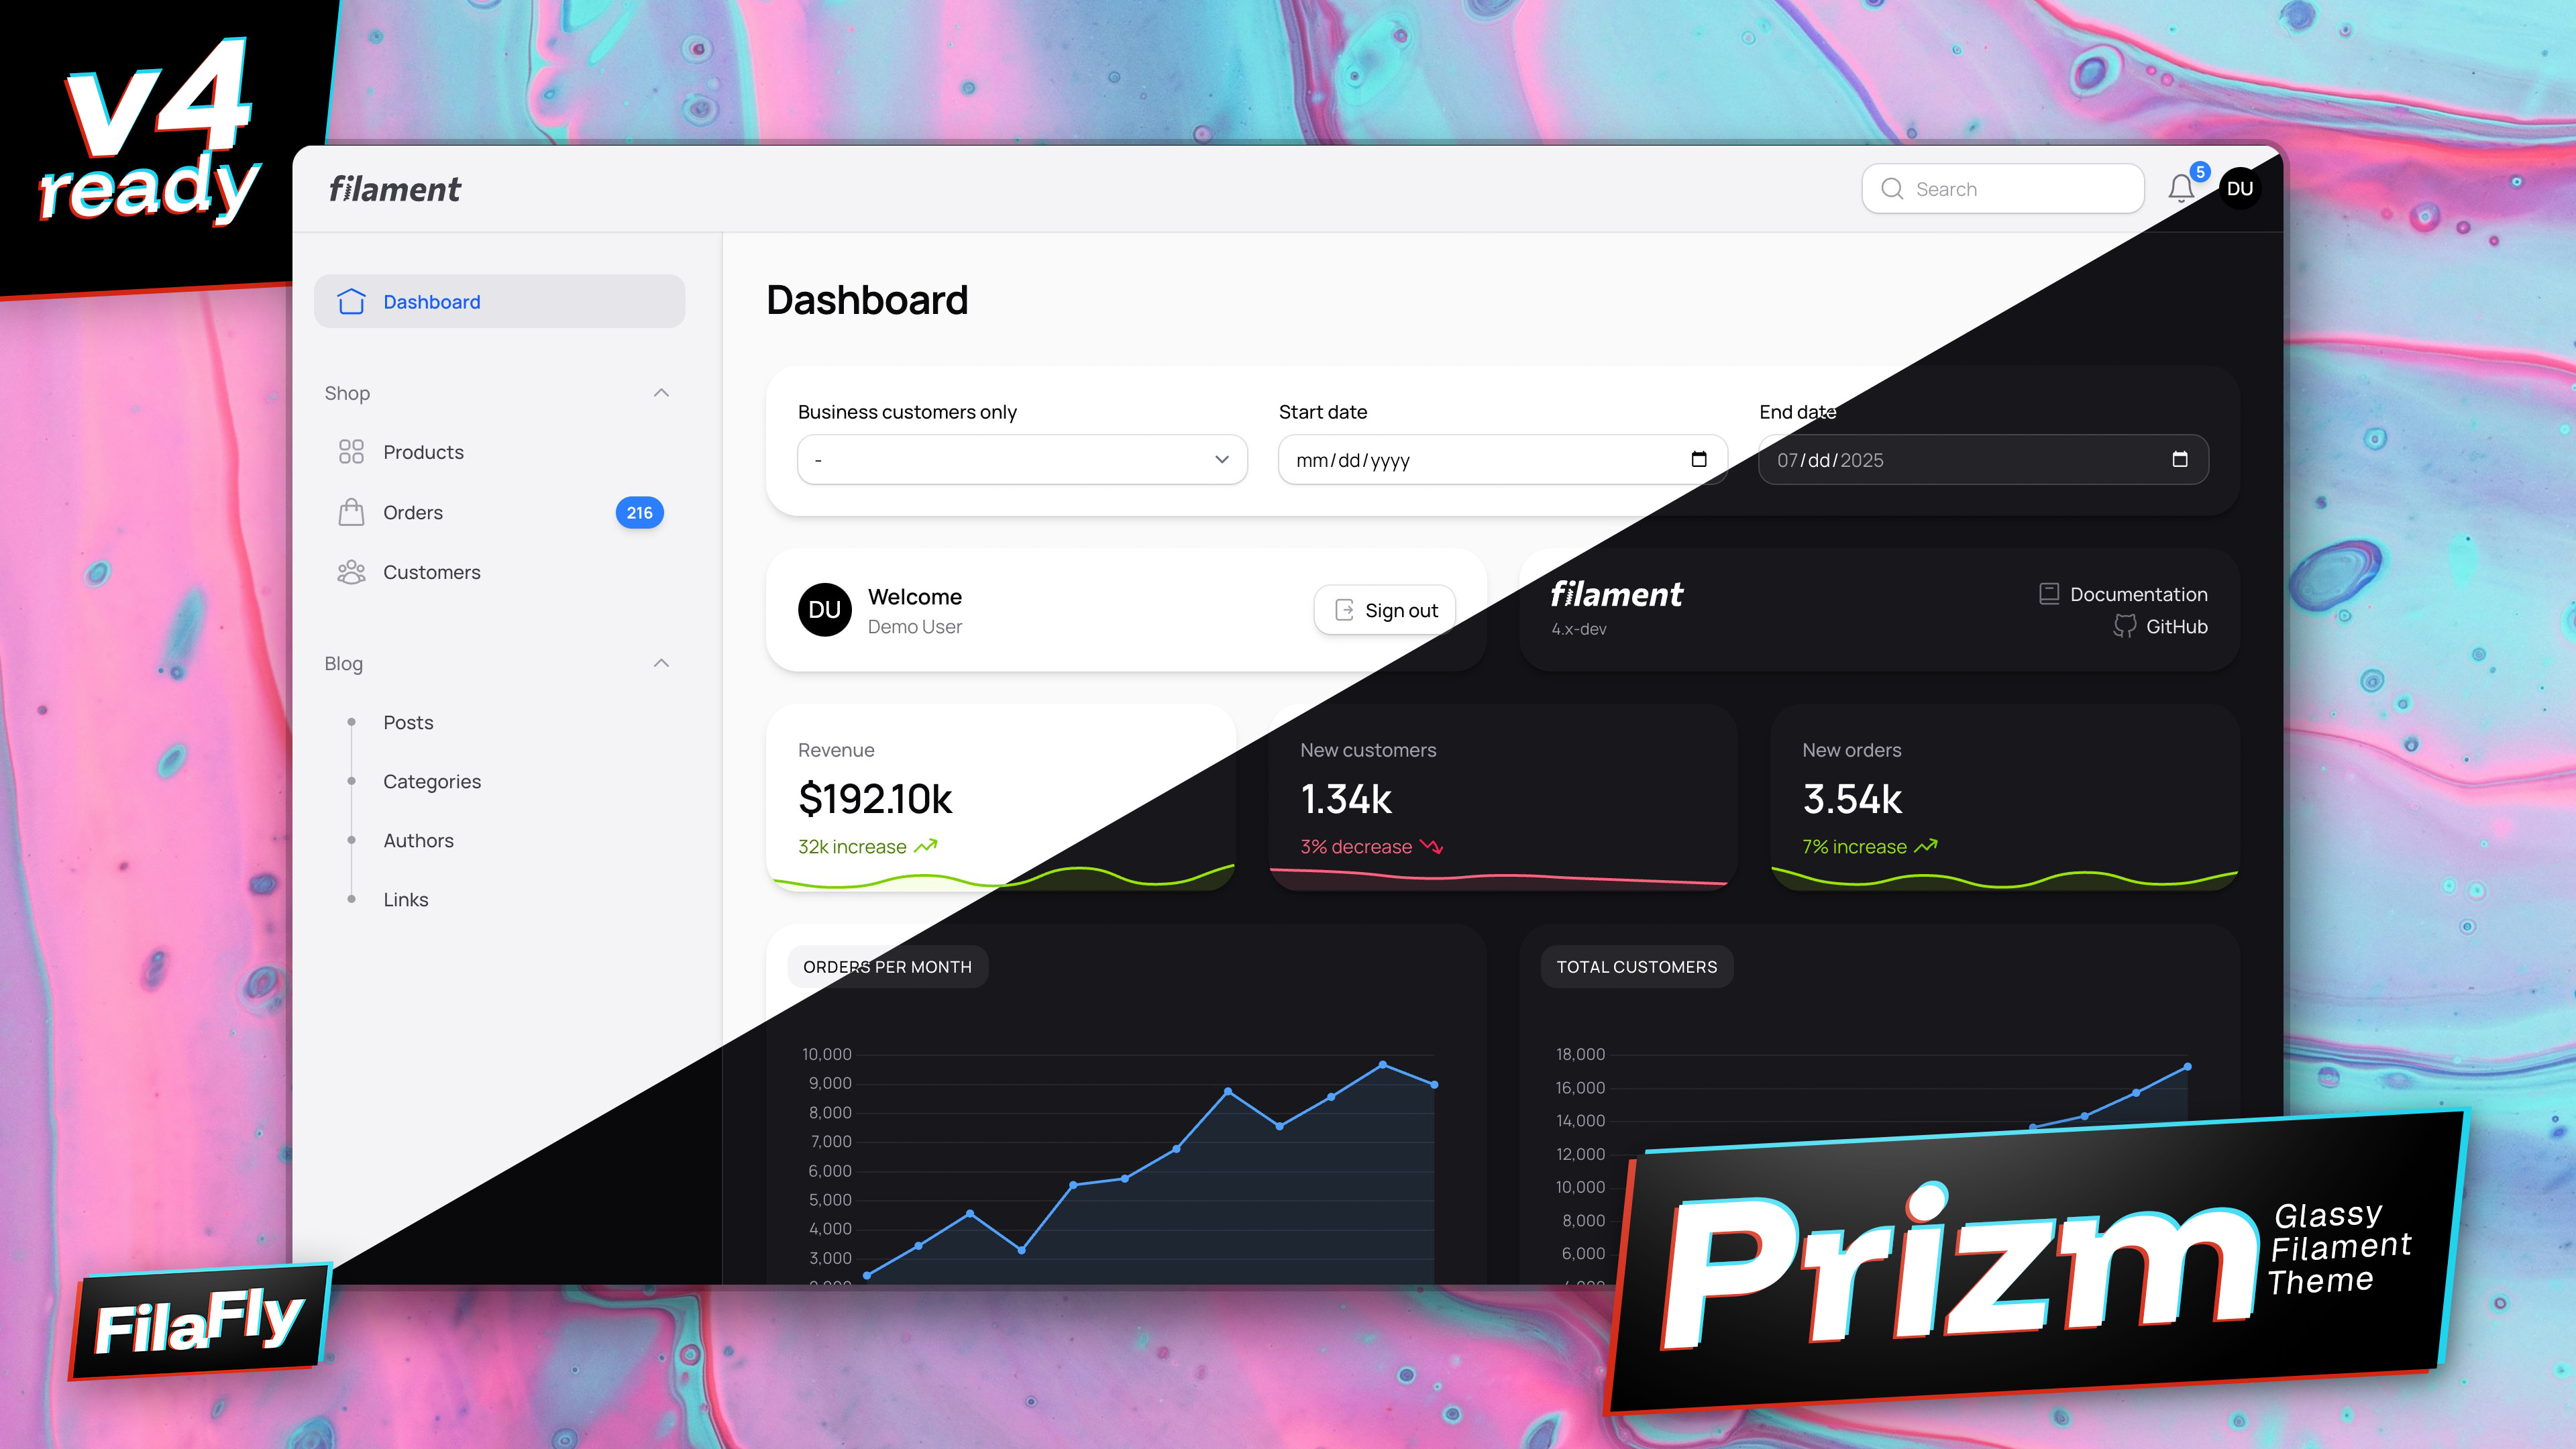 v4
ready
filament
Search
5
DU
Dashboard
Shop
Products
Orders
216
Customers
Blog
Posts
Categories
Authors
Links
Dashboard
Business customers only
-
Start date
mm/dd/yyyy
End date
07/dd/2025
DU
Welcome
Demo User
Sign out
filament
4.x-dev
Documentation
GitHub
Revenue
$192.10k
32k increase
New customers
1.34k
3% decrease
New orders
3.54k
7% increase
ORDERS PER MONTH
10,000
9,000
8,000
7,000
6,000
5,000
4,000
3,000
TOTAL CUSTOMERS
18,000
16,000
14,000
12,000
10,000
8,000
6,000
FilaFly
Prizm
Glassy
Filament
Theme